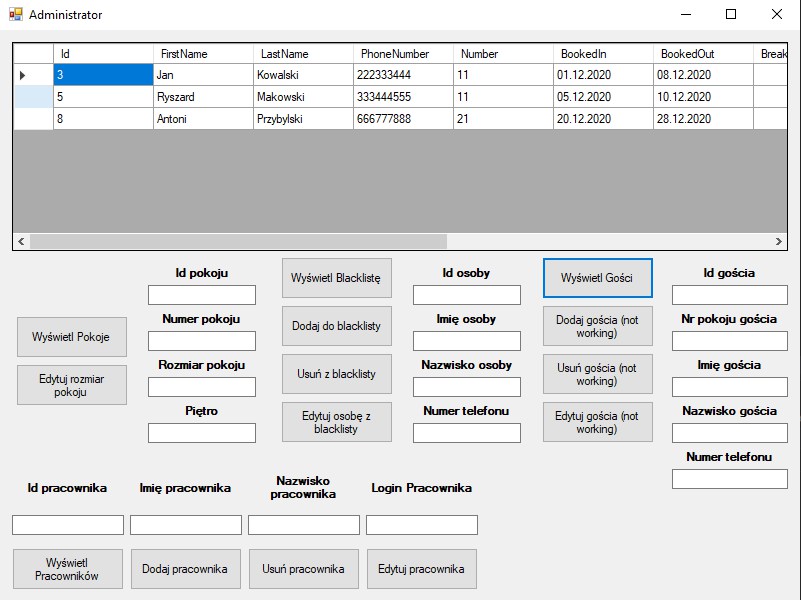 Administrator
Id FirstName LastName PhoneNumber Number BookedIn BookedOut Break
3 Jan Kowalski 222333444 11 01.12.2020 08.12.2020
5 Ryszard Makowski 333444555 11 05.12.2020 10.12.2020
8 Antoni Przybylski 666777888 21 20.12.2020 28.12.2020
Wyświetl Pokoje
Edytuj rozmiar
pokoju
Id pokoju
Numer pokoju
Rozmiar pokoju
Piętro
Wyświetl Blacklistę
Dodaj do blacklisty
Usuń z blacklisty
Edytuj osobę z
blacklisty
Id osoby
Imię osoby
Nazwisko osoby
Numer telefonu
Wyświetl Gości
Dodaj gościa (not
working)
Usuń gościa (not
working)
Edytuj gościa (not
working)
Id gościa
Nr pokoju gościa
Imię gościa
Nazwisko gościa
Numer telefonu
Id pracownika
Imię pracownika
Nazwisko
pracownika
Login Pracownika
Wyświetl
Pracowników
Dodaj pracownika
Usuń pracownika
Edytuj pracownika